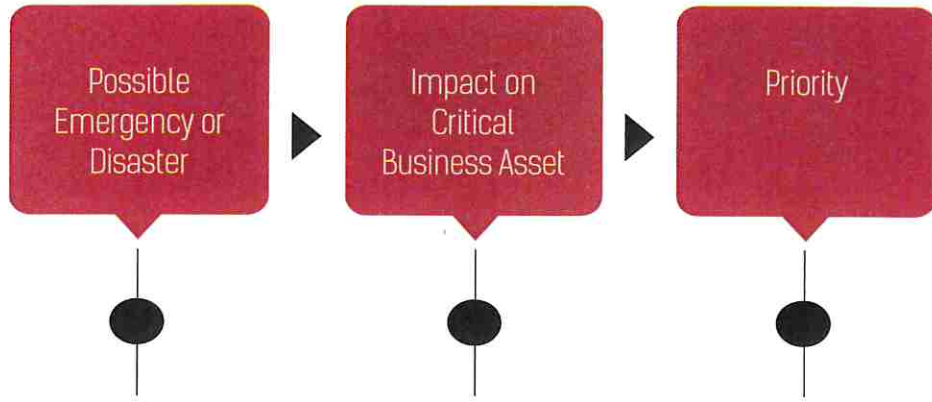 Possible
Emergency or
Disaster
Impact on
Critical
Business Asset
Priority